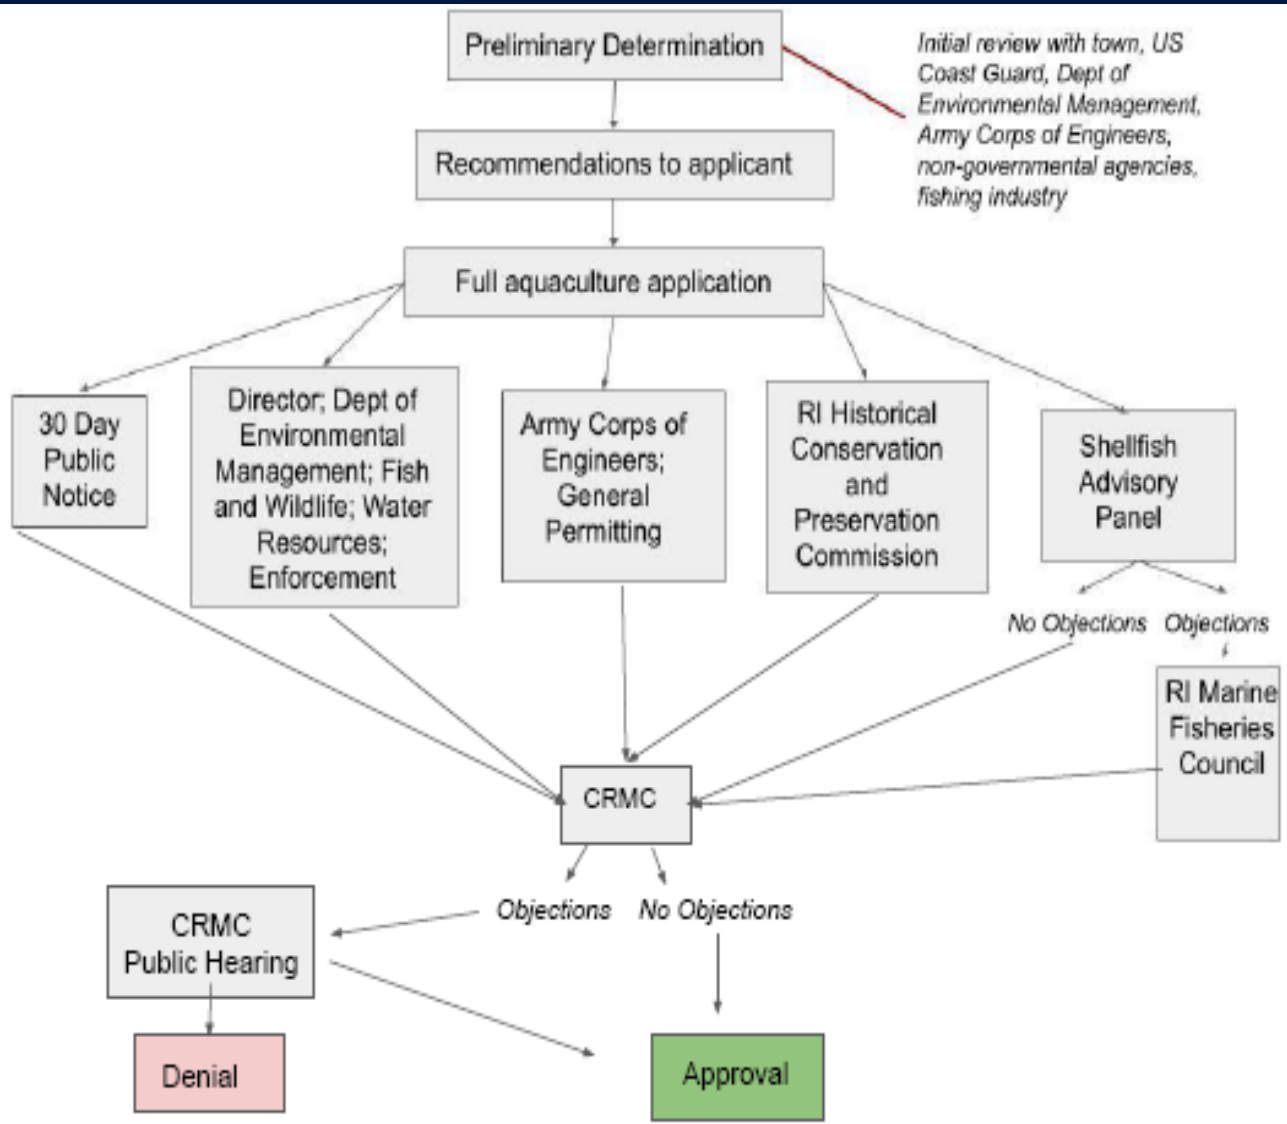 Preliminary Determination
Initial review with town, US
Coast Guard, Dept of
Environmental Management,
Army Corps of Engineers,
non-governmental agencies,
fishing industry
Recommendations to applicant
Full aquaculture application
30 Day
Public
Notice
Director; Dept of
Environmental
Management; Fish
and Wildlife; Water
Resources;
Enforcement
Army Corps of
Engineers;
General
Permitting
RI Historical
Conservation
and
Preservation
Commission
Shellfish
Advisory
Panel
No Objections
Objections
RI Marine
Fisheries
Council
CRMC
Objections
No Objections
CRMC
Public Hearing
Denial
Approval